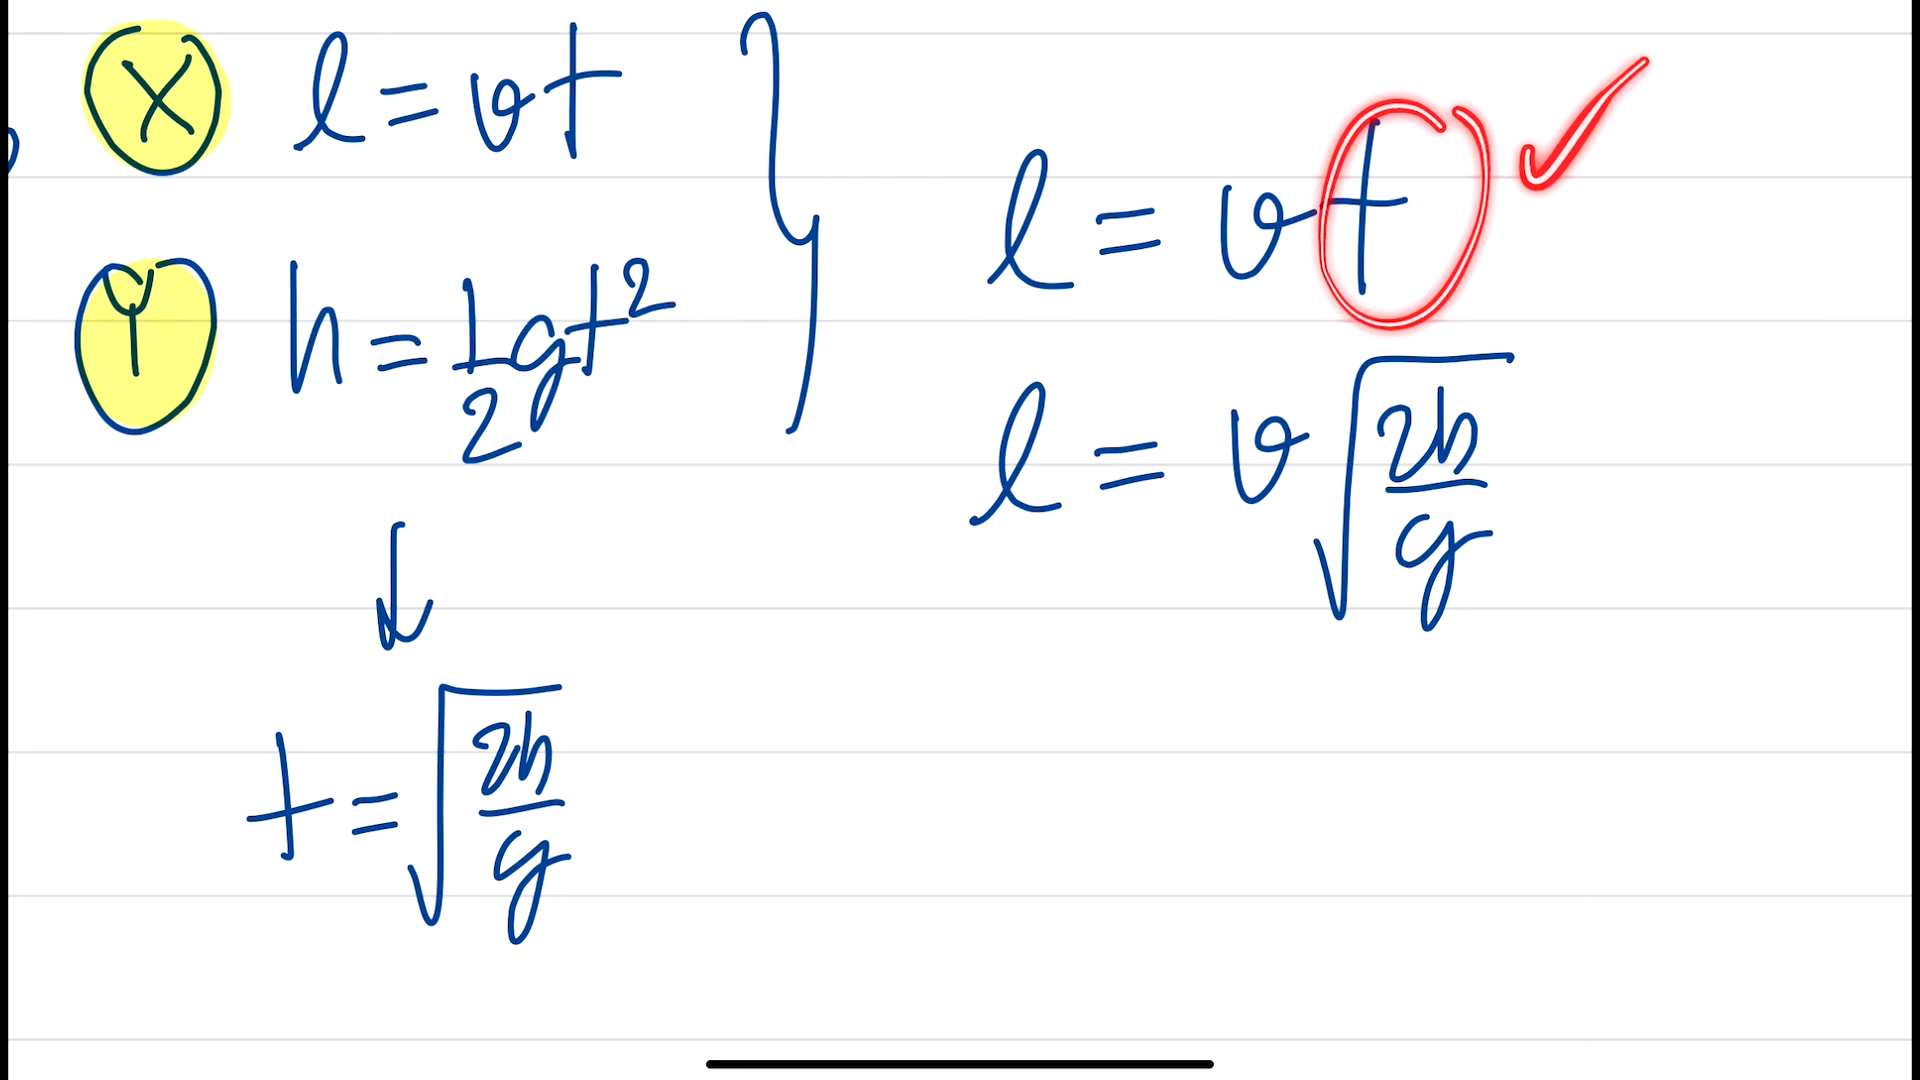 X l = vt
Y h = 1/2 gt²
↓
t = √(2h/g)
l = vt ✓
l = v√(2h/g)